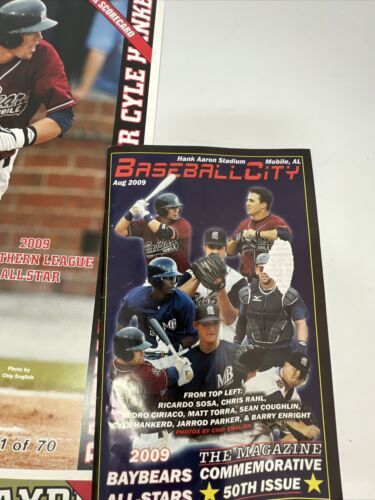 & SCORECARD
R CYLE HANKE
2009
THERN LEAGUE
ALL-STAR
Photo by
Chip English
1 of 70
Hank Aaron Stadium Mobile, AL
BASEBALLCITY
Aug 2009
FROM TOP LEFT:
RICARDO SOSA, CHRIS RAHL,
PEDRO CIRIACO, MATT TORRA, SEAN COUGHLIN,
CYLE HANKERD, JARROD PARKER, & BARRY ENRIGHT
PHOTOS BY CHIP ENGLISH
2009 THE MAGAZINE
BAYBEARS COMMEMORATIVE
ALL-STARS 50TH ISSUE